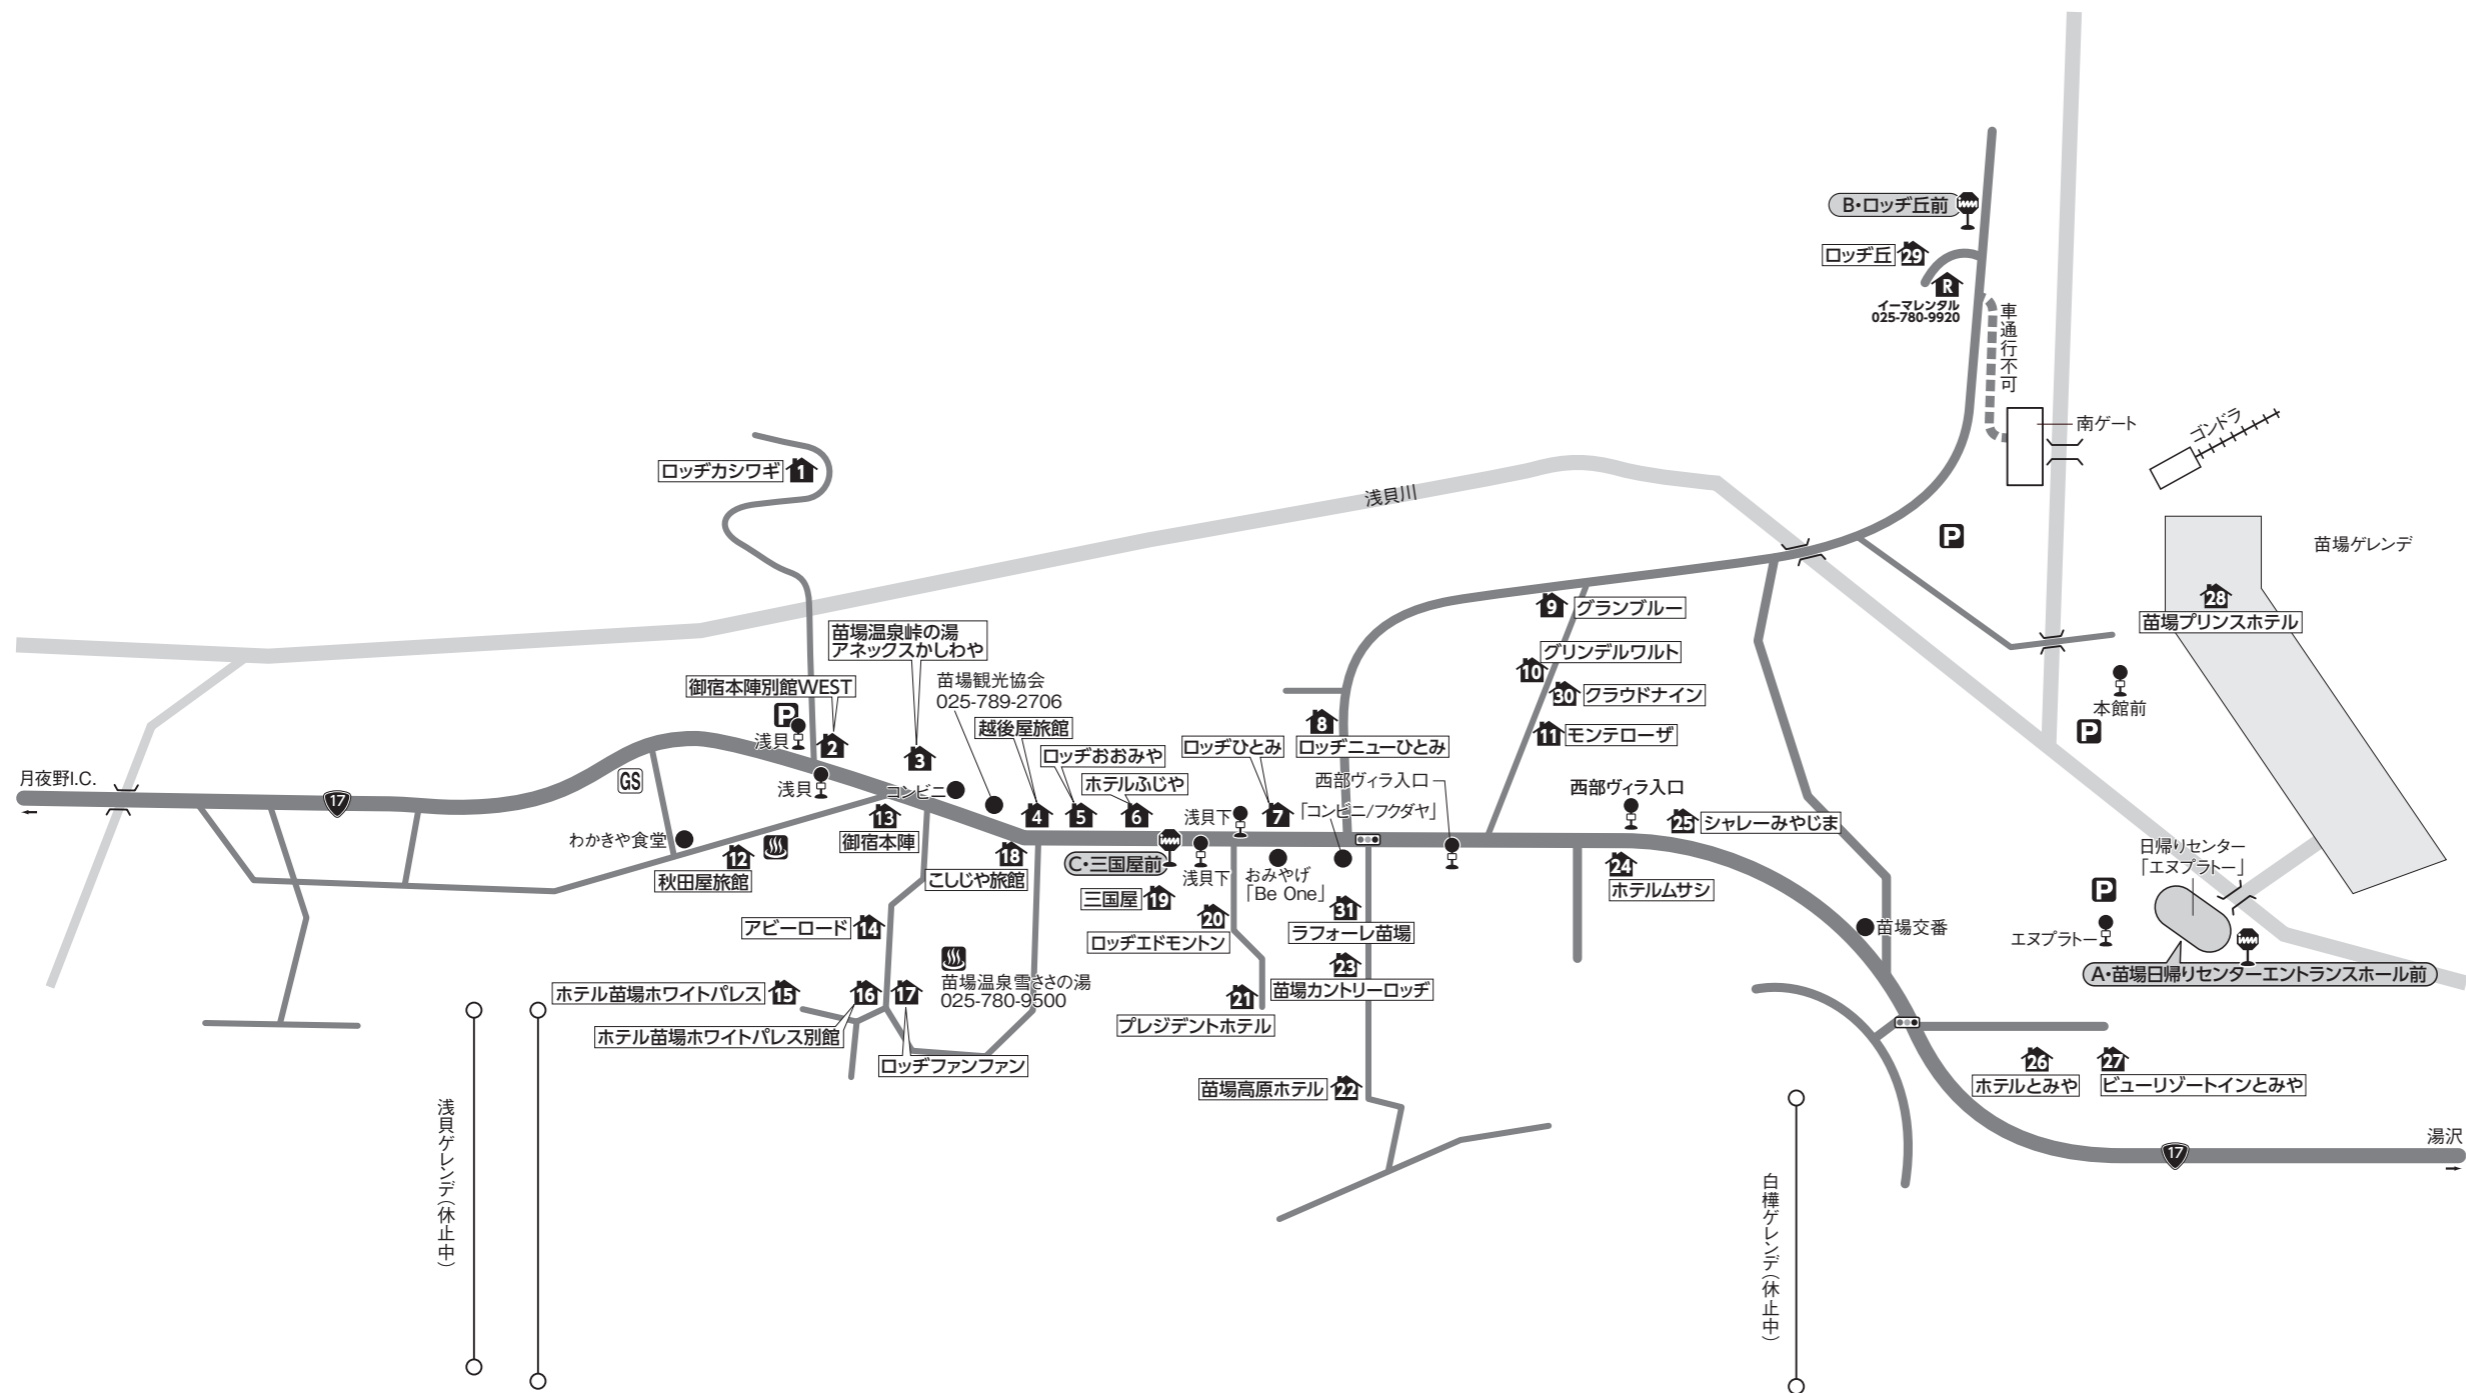 B・ロッヂ丘前
ロッヂ丘
29
R
イーマレンタル
025-780-9920
車通行不可
南ゲート
ゴンドラ
ロッヂカシワギ
1
浅貝川
P
苗場ゲレンデ
28
苗場プリンスホテル
9
グランブルー
苗場温泉峠の湯
アネックスかしわや
3
グリンデルワルト
10
30
クラウドナイン
11
モンテローザ
御宿本陣別館WEST
P
浅貝
2
苗場観光協会
025-789-2706
越後屋旅館
4
ロッヂおおみや
5
ホテルふじや
6
ロッヂひとみ
7
8
ロッヂニューひとみ
西部ヴィラ入口
「コンビニ/フクダヤ」
西部ヴィラ入口
25
シャレーみやじま
本館前
P
月夜野I.C.
17
GS
浅貝
コンビニ
13
御宿本陣
わかきや食堂
12
秋田屋旅館
18
こしじや旅館
浅貝下
C・三国屋前
浅貝下
おみやげ
「Be One」
三国屋
19
20
ロッヂエドモントン
31
ラフォーレ苗場
24
ホテルムサシ
日帰りセンター
「エヌプラトー」
P
エヌプラトー
苗場交番
A・苗場日帰りセンターエントランスホール前
アビーロード
14
苗場温泉雪ささの湯
025-780-9500
23
苗場カントリーロッヂ
ホテル苗場ホワイトパレス
15
16
17
ホテル苗場ホワイトパレス別館
ロッヂファンファン
21
プレジデントホテル
苗場高原ホテル
22
26
ホテルとみや
27
ビューリゾートインとみや
湯沢
17
浅貝ゲレンデ(休止中)
白樺ゲレンデ(休止中)